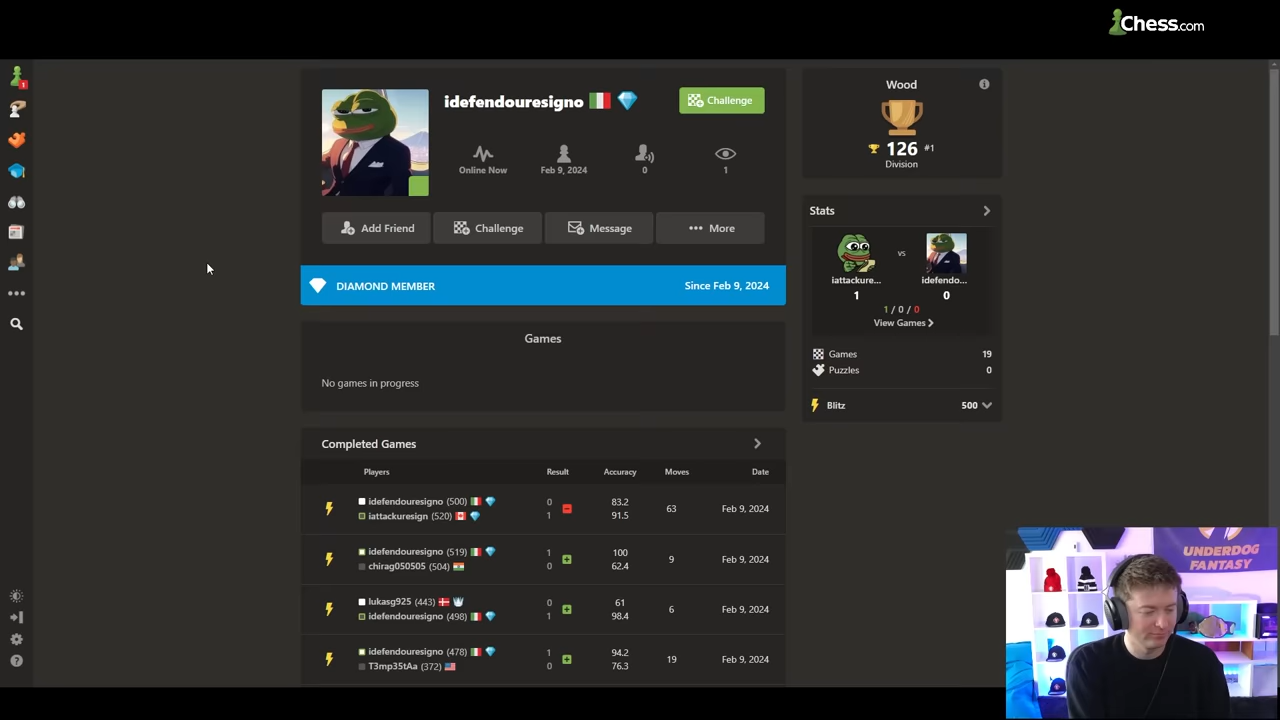 Chess.com
1
idefendouresigno
Challenge
Online Now
Feb 9, 2024
0
1
Add Friend
Challenge
Message
More
DIAMOND MEMBER
Since Feb 9, 2024
Games
No games in progress
Completed Games
Players
Result
Accuracy
Moves
Date
idefendouresigno (500)
0
83.2
iattackuresign (520)
1
91.5
63
Feb 9, 2024
idefendouresigno (519)
1
100
chirag050505 (504)
0
62.4
9
Feb 9, 2024
lukasg925 (443)
0
61
idefendouresigno (498)
1
98.4
6
Feb 9, 2024
idefendouresigno (478)
1
94.2
T3mp35tAa (372)
0
76.3
19
Feb 9, 2024
Wood
126 #1
Division
Stats
vs
iattackure...
idefendo...
1
0
1 / 0 / 0
View Games
Games
19
Puzzles
0
Blitz
500
UNDERDOG
FANTASY